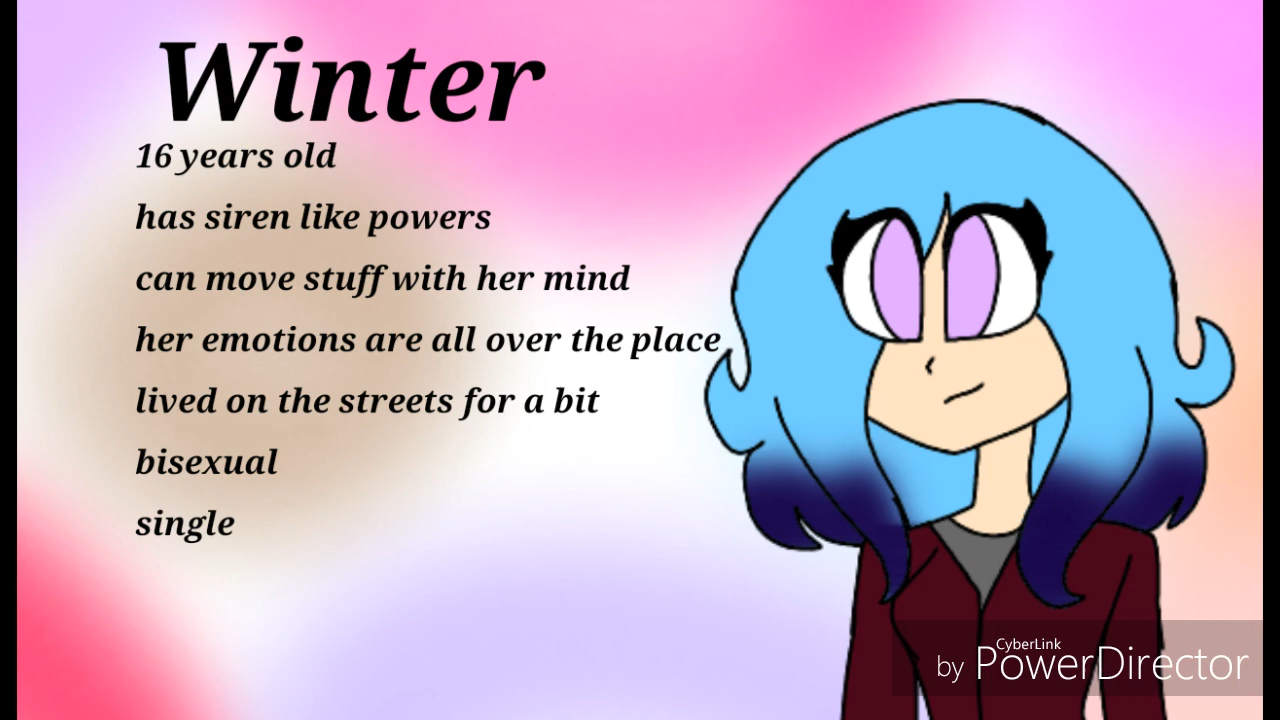 Winter
16 years old
has siren like powers
can move stuff with her mind
her emotions are all over the place
lived on the streets for a bit
bisexual
single
CyberLink
by PowerDirector